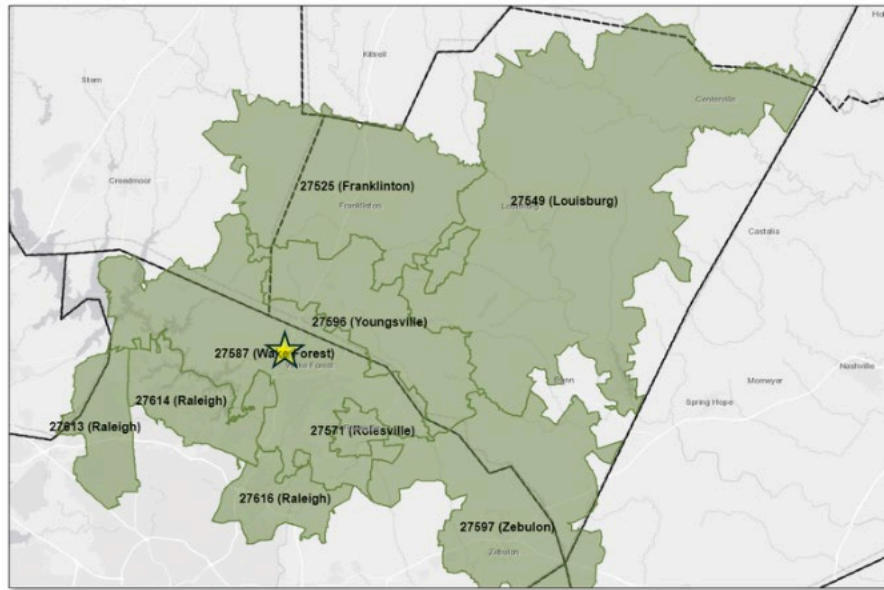 Kittrell
Stem
Centerville
Creedmoor
27525 (Franklinton)
Franklinton
27549 (Louisburg)
Castalia
27596 (Youngsville)
27587 (Wake Forest)
Wake Forest
Nashville
Momeyer
Spring Hope
27614 (Raleigh)
27613 (Raleigh)
27571 (Rolesville)
27616 (Raleigh)
27597 (Zebulon)
Zebulon